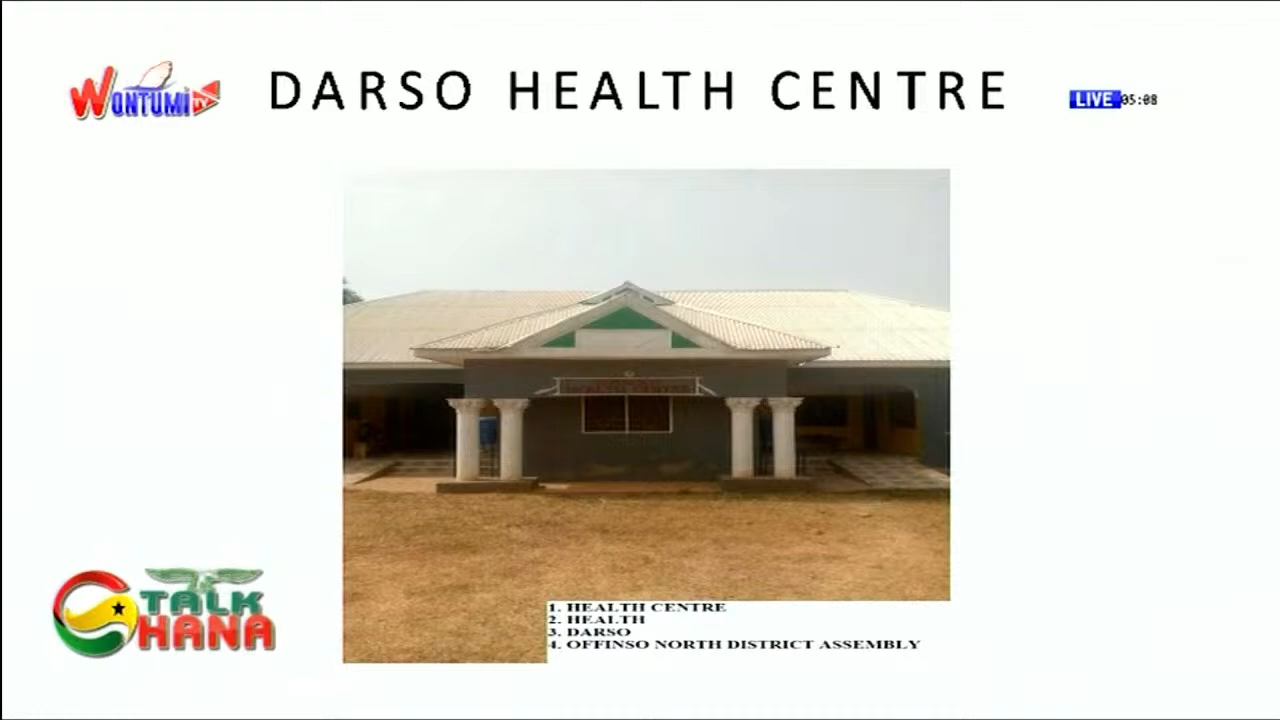 WONTUMI TV
DARSO HEALTH CENTRE
LIVE 05:08
TALK
GHANA
1. HEALTH CENTRE
2. HEALTH
3. DARSO
4. OFFINSO NORTH DISTRICT ASSEMBLY